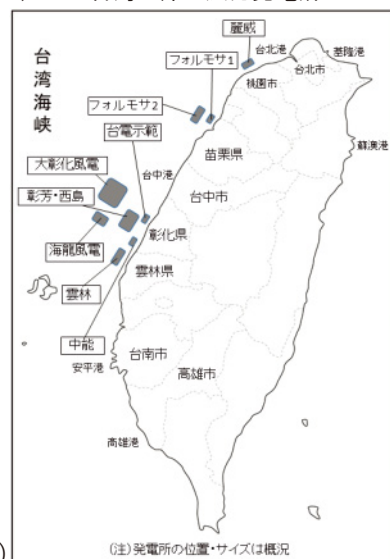 麗威
台北港
基隆港
フォルモサ1
台北市
桃園市
台湾海峡
フォルモサ2
蘇澳港
台電示範
苗栗県
台中港
大彰化風電
台中市
彰芳・西島
彰化県
海龍風電
雲林県
雲林
中能
台南市
高雄市
安平港
高雄港
(注)発電所の位置・サイズは概況